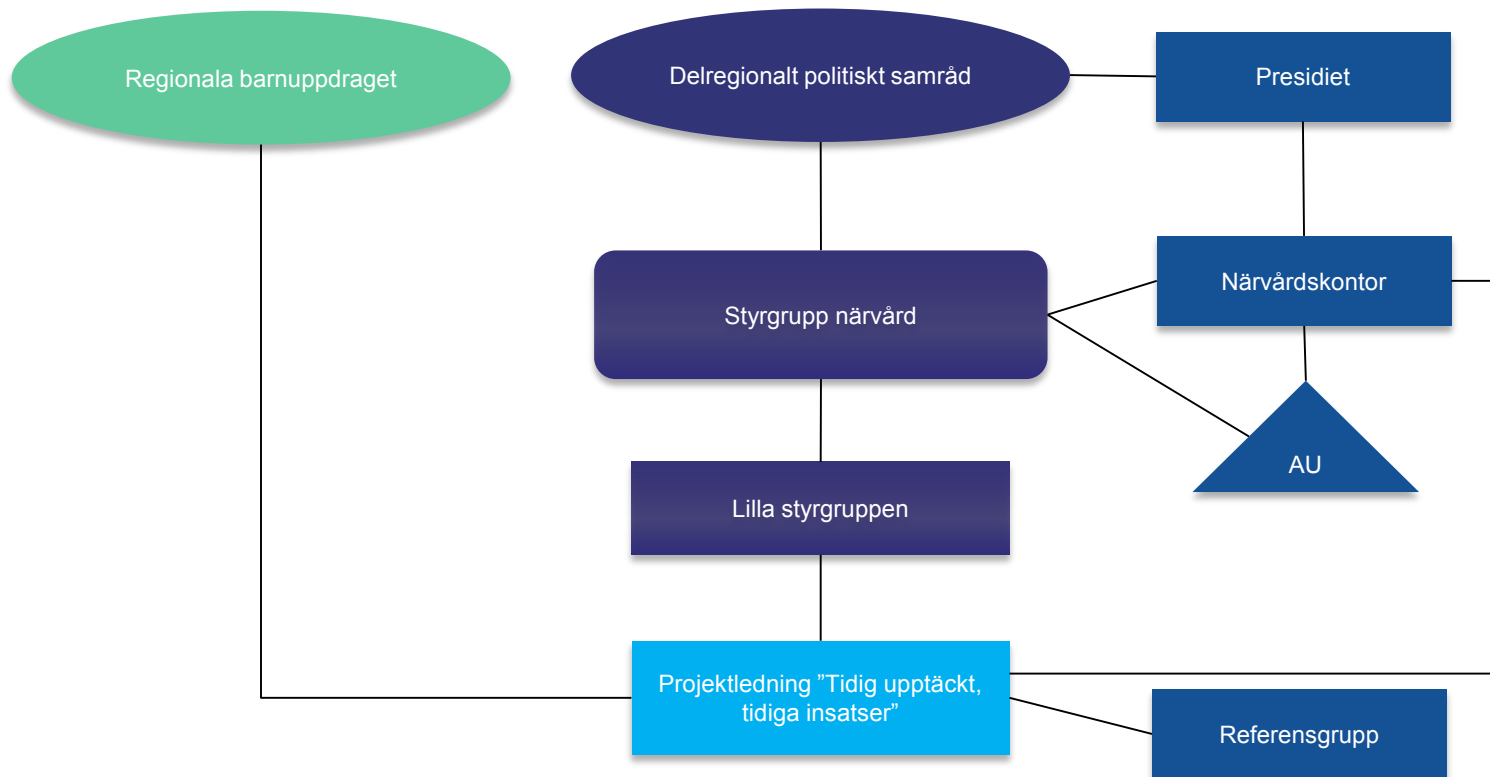 Regionala barnuppdraget
Delregionalt politiskt samråd
Presidiet
Närvårdskontor
Styrgrupp närvård
AU
Lilla styrgruppen
Projektledning ”Tidig upptäckt,
tidiga insatser”
Referensgrupp